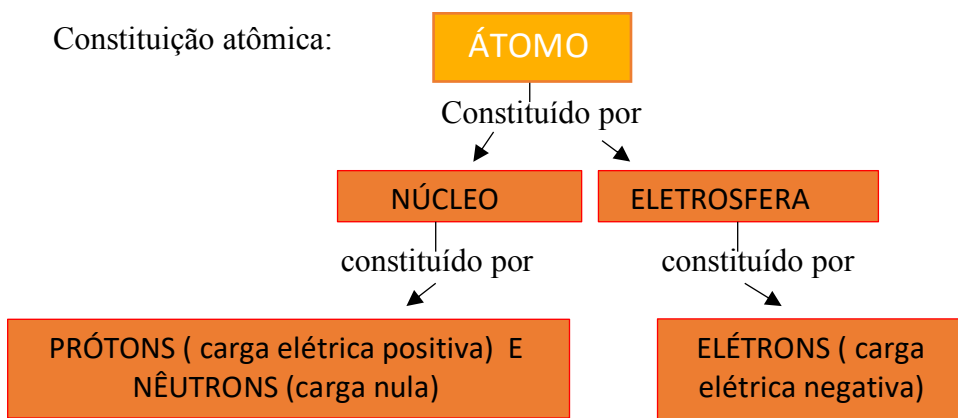 Constituição atômica:
ÁTOMO
Constituído por
NÚCLEO
ELETROSFERA
constituído por
constituído por
PRÓTONS ( carga elétrica positiva) E
NÊUTRONS (carga nula)
ELÉTRONS ( carga
elétrica negativa)